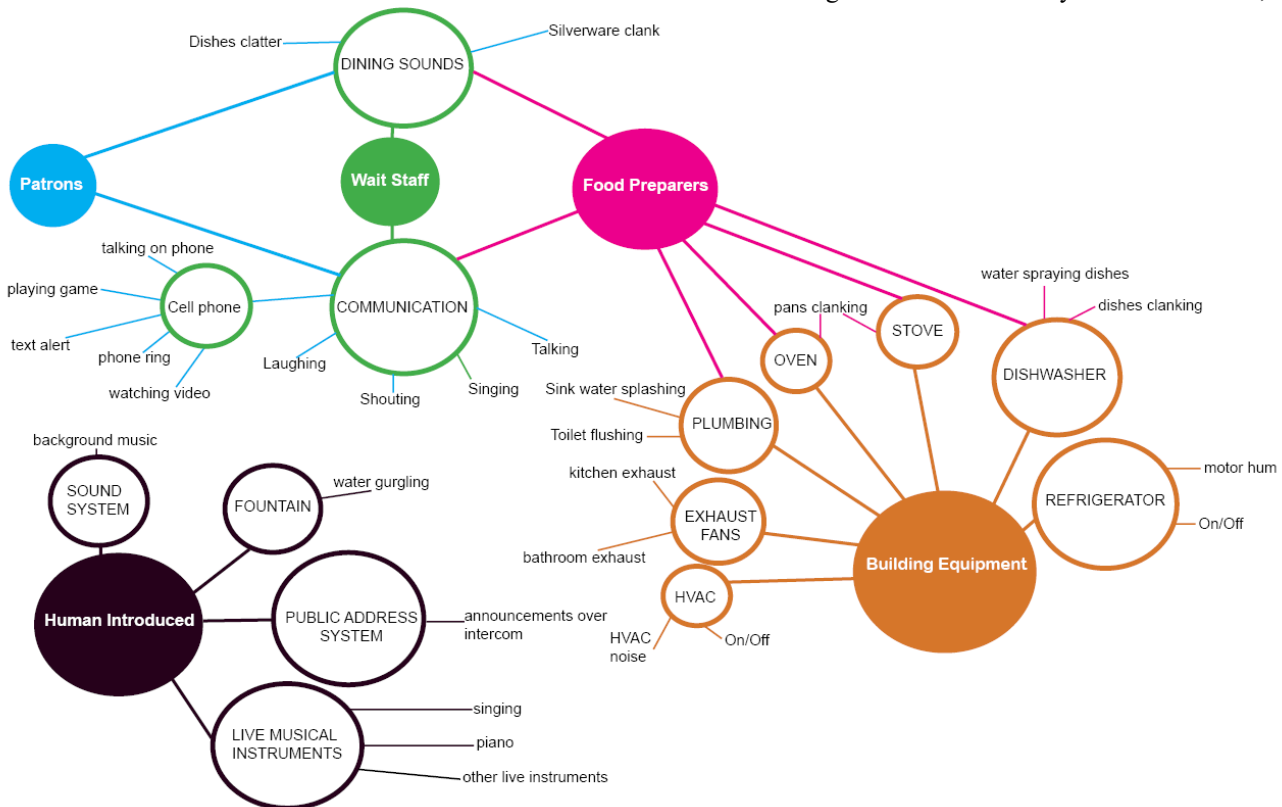 Dishes clatter
Silverware clank
DINING SOUNDS
Patrons
Wait Staff
Food Preparers
talking on phone
playing game
Cell phone
text alert
phone ring
watching video
COMMUNICATION
Laughing
Shouting
Singing
Talking
water spraying dishes
dishes clanking
pans clanking
STOVE
OVEN
DISHWASHER
Sink water splashing
PLUMBING
Toilet flushing
kitchen exhaust
EXHAUST
FANS
bathroom exhaust
HVAC
HVAC
noise
On/Off
REFRIGERATOR
motor hum
On/Off
Building Equipment
background music
SOUND
SYSTEM
FOUNTAIN
water gurgling
Human Introduced
PUBLIC ADDRESS
SYSTEM
announcements over
intercom
LIVE MUSICAL
INSTRUMENTS
singing
piano
other live instruments